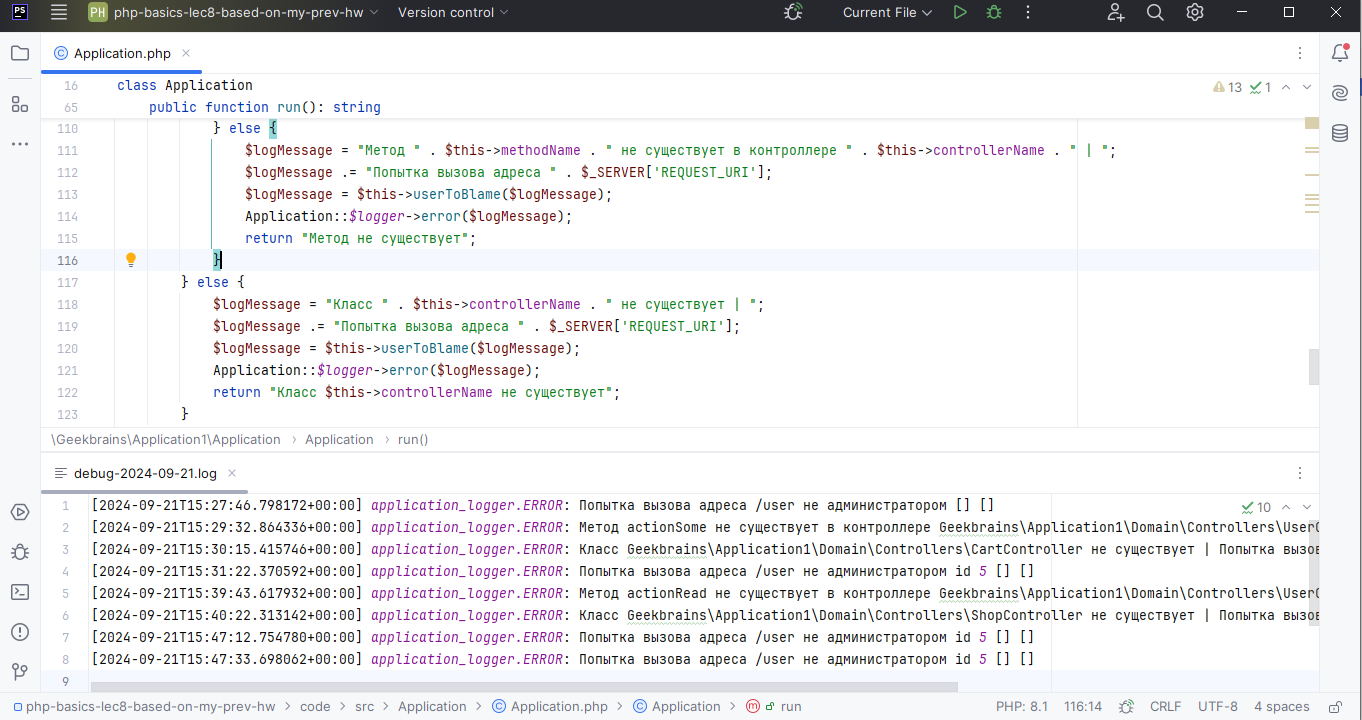 PS PH php-basics-lec8-based-on-my-prev-hw Version control Current File
Application.php
16 class Application 13 1
65 public function run(): string
110 } else {
111 $logMessage = "Метод " . $this->methodName . " не существует в контроллере " . $this->controllerName . " | ";
112 $logMessage .= "Попытка вызова адреса " . $_SERVER['REQUEST_URI'];
113 $logMessage = $this->userToBlame($logMessage);
114 Application::$logger->error($logMessage);
115 return "Метод не существует";
116 }
117 } else {
118 $logMessage = "Класс " . $this->controllerName . " не существует | ";
119 $logMessage .= "Попытка вызова адреса " . $_SERVER['REQUEST_URI'];
120 $logMessage = $this->userToBlame($logMessage);
121 Application::$logger->error($logMessage);
122 return "Класс $this->controllerName не существует";
123 }
\Geekbrains\Application1\Application › Application › run()
debug-2024-09-21.log
1 [2024-09-21T15:27:46.798172+00:00] application_logger.ERROR: Попытка вызова адреса /user не администратором [] [] 10
2 [2024-09-21T15:29:32.864336+00:00] application_logger.ERROR: Метод actionSome не существует в контроллере Geekbrains\Application1\Domain\Controllers\User
3 [2024-09-21T15:30:15.415746+00:00] application_logger.ERROR: Класс Geekbrains\Application1\Domain\Controllers\CartController не существует | Попытка вызо
4 [2024-09-21T15:31:22.370592+00:00] application_logger.ERROR: Попытка вызова адреса /user не администратором id 5 [] []
5 [2024-09-21T15:39:43.617932+00:00] application_logger.ERROR: Метод actionRead не существует в контроллере Geekbrains\Application1\Domain\Controllers\User
6 [2024-09-21T15:40:22.313142+00:00] application_logger.ERROR: Класс Geekbrains\Application1\Domain\Controllers\ShopController не существует | Попытка вызо
7 [2024-09-21T15:47:12.754780+00:00] application_logger.ERROR: Попытка вызова адреса /user не администратором id 5 [] []
8 [2024-09-21T15:47:33.698062+00:00] application_logger.ERROR: Попытка вызова адреса /user не администратором id 5 [] []
9
php-basics-lec8-based-on-my-prev-hw › code › src › Application › Application.php › Application › run PHP: 8.1 116:14 CRLF UTF-8 4 spaces